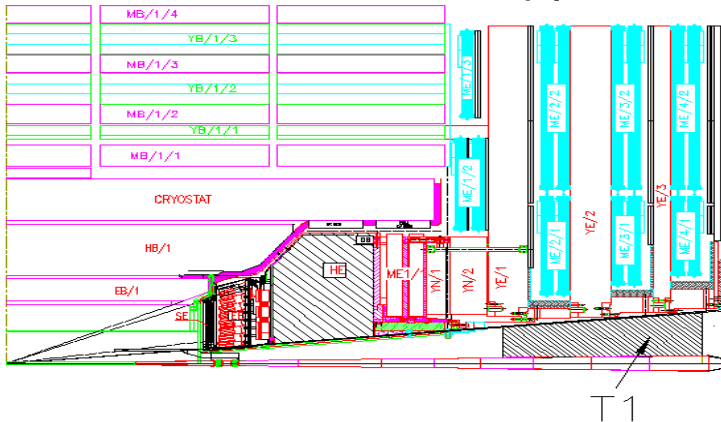 MB/1/4
YB/1/3
MB/1/3
YB/1/2
MB/1/2
YB/1/1
MB/1/1
CRYOSTAT
HB/1
EB/1
SE
HE
ME1/1
YN/1
YN/2
YE/1
ME/1/3
ME/1/2
ME/2/2
ME/2/1
YE/2
ME/3/2
ME/3/1
YE/3
ME/4/2
ME/4/1
T1